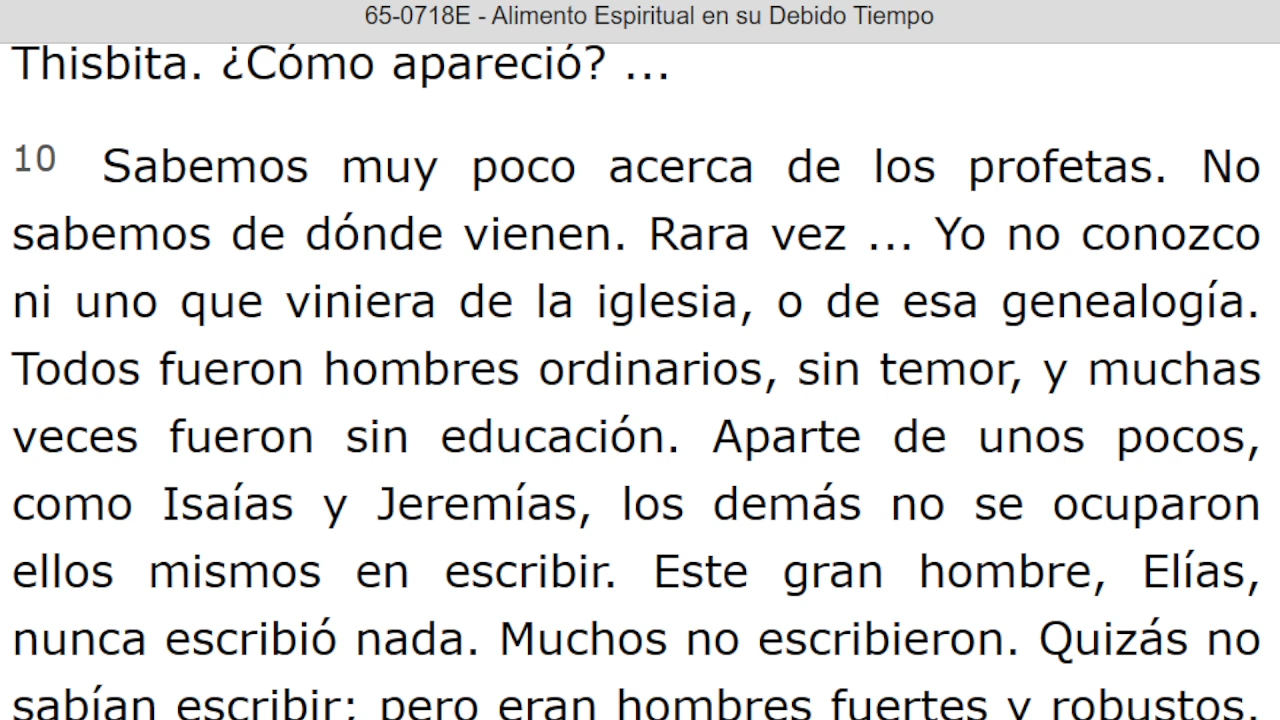 65-0718E - Alimento Espiritual en su Debido Tiempo
Thisbita. ¿Cómo apareció? ...
10 Sabemos muy poco acerca de los profetas. No
sabemos de dónde vienen. Rara vez ... Yo no conozco
ni uno que viniera de la iglesia, o de esa genealogía.
Todos fueron hombres ordinarios, sin temor, y muchas
veces fueron sin educación. Aparte de unos pocos,
como Isaías y Jeremías, los demás no se ocuparon
ellos mismos en escribir. Este gran hombre, Elías,
nunca escribió nada. Muchos no escribieron. Quizás no
sabían escribir; pero eran hombres fuertes y robustos.